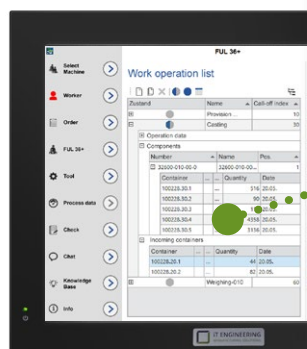 FUL 36+
Select
Machine
Work operation list
Worker
Zustand Name Call-off index
Provision ... 10
Order
Casting
Operation data
Components
FUL 36+
Number Name Pos.
32600-010-00-0 32600-010-00... 1
Tool
Container ... ... Quantity Date
100228.30.1 ... 316 20.05.
Process data
100228.30.2 ... 90 20.05.
100228.30.3 20.05.
Check
100228.30.4 4358 20.05.
100228.30.5 20.05.
Incoming containers
Chat
Container ... ... Quantity Date
100228.20.1 44 20.05.
Knowledge
Base
100228.20.2 82 20.05.
Weighing-010 60
Info
IT ENGINEERING